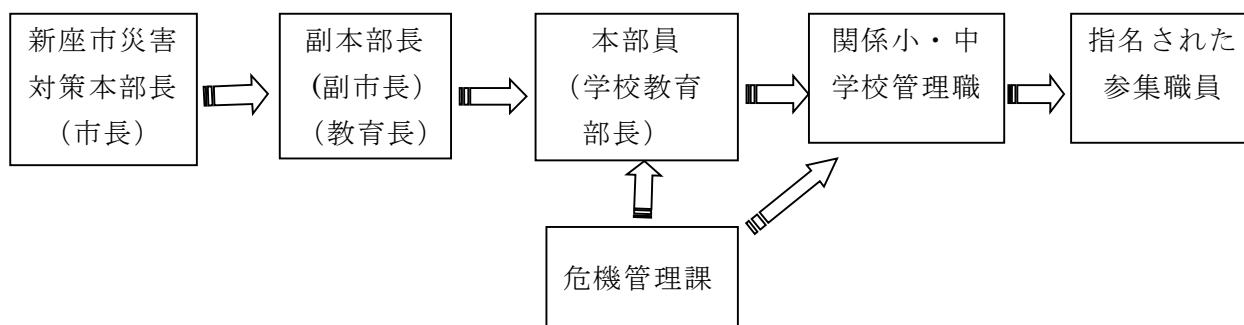 新座市災害
対策本部長
（市長）
副本部長
(副市長）
（教育長）
本部員
（学校教育
部長）
関係小・中
学校管理職
指名された
参集職員
危機管理課